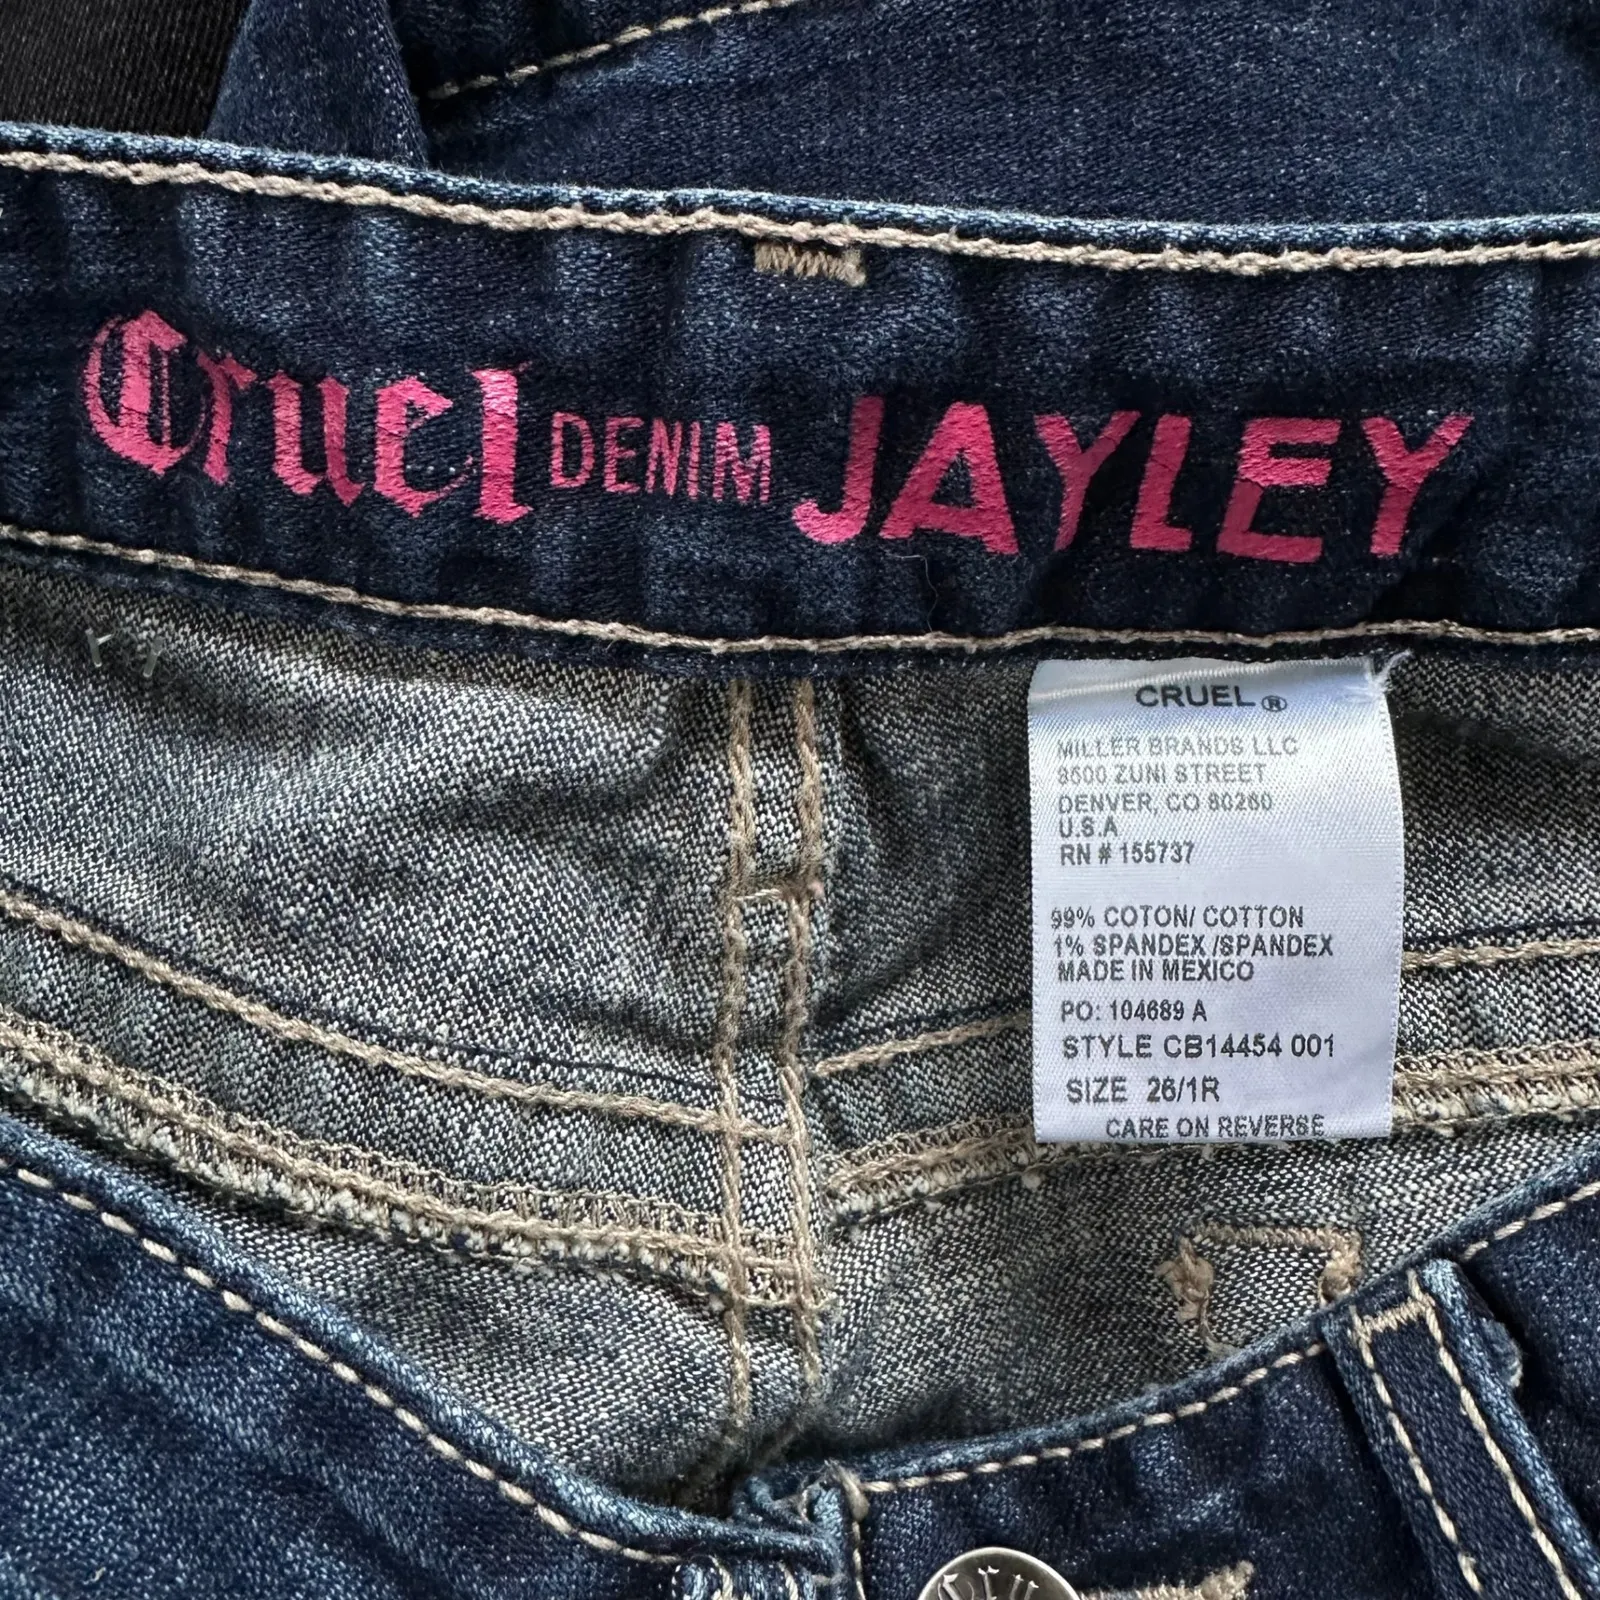 Cruel DENIM JAYLEY
CRUEL®
MILLER BRANDS LLC
8500 ZUNI STREET
DENVER, CO 80260
U.S.A
RN # 155737
99% COTON/ COTTON
1% SPANDEX /SPANDEX
MADE IN MEXICO
PO: 104689 A
STYLE CB14454 001
SIZE 26/1R
CARE ON REVERSE